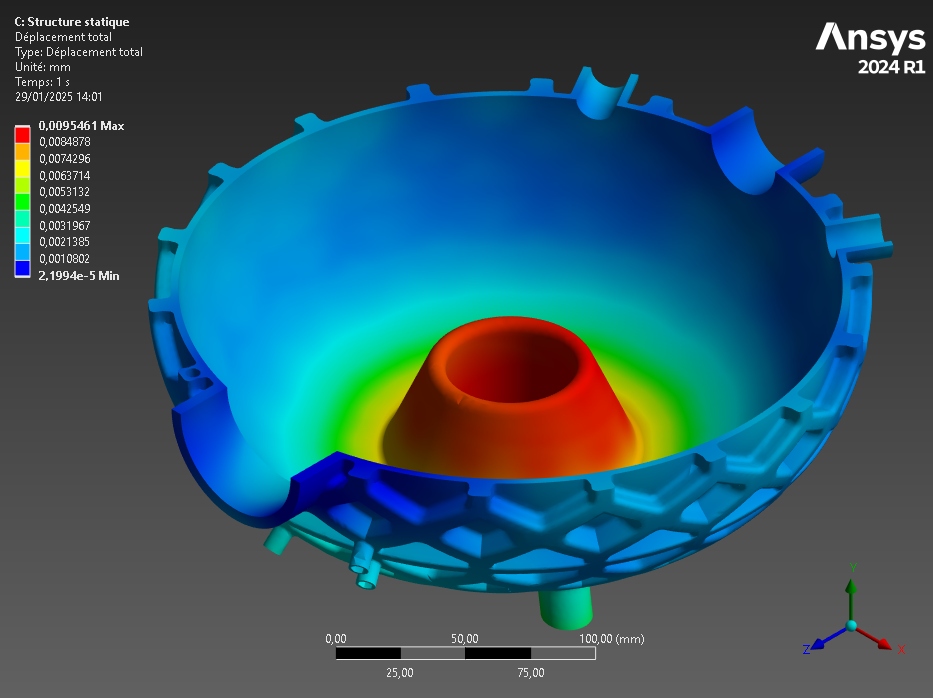 C: Structure statique
Déplacement total
Type: Déplacement total
Unité: mm
Temps: 1 s
29/01/2025 14:01
0,0095461 Max
0,0084878
0,0074296
0,0063714
0,0053132
0,0042549
0,0031967
0,0021385
0,0010802
2,1994e-5 Min
Ansys
2024 R1
0,00 50,00 100,00 (mm)
25,00 75,00
Y
Z X